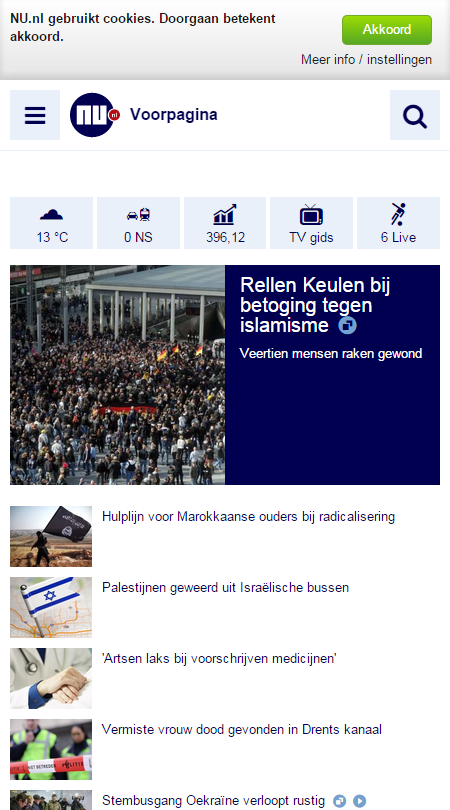 NU.nl gebruikt cookies. Doorgaan betekent
akkoord.
Akkoord
Meer info / instellingen
NU
nl
Voorpagina
13 °C
0 NS
396,12
TV gids
6 Live
Rellen Keulen bij
betoging tegen
islamisme
Veertien mensen raken gewond
Hulplijn voor Marokkaanse ouders bij radicalisering
Palestijnen geweerd uit Israëlische bussen
'Artsen laks bij voorschrijven medicijnen'
Vermiste vrouw dood gevonden in Drents kanaal
Stembusgang Oekraïne verloopt rustig